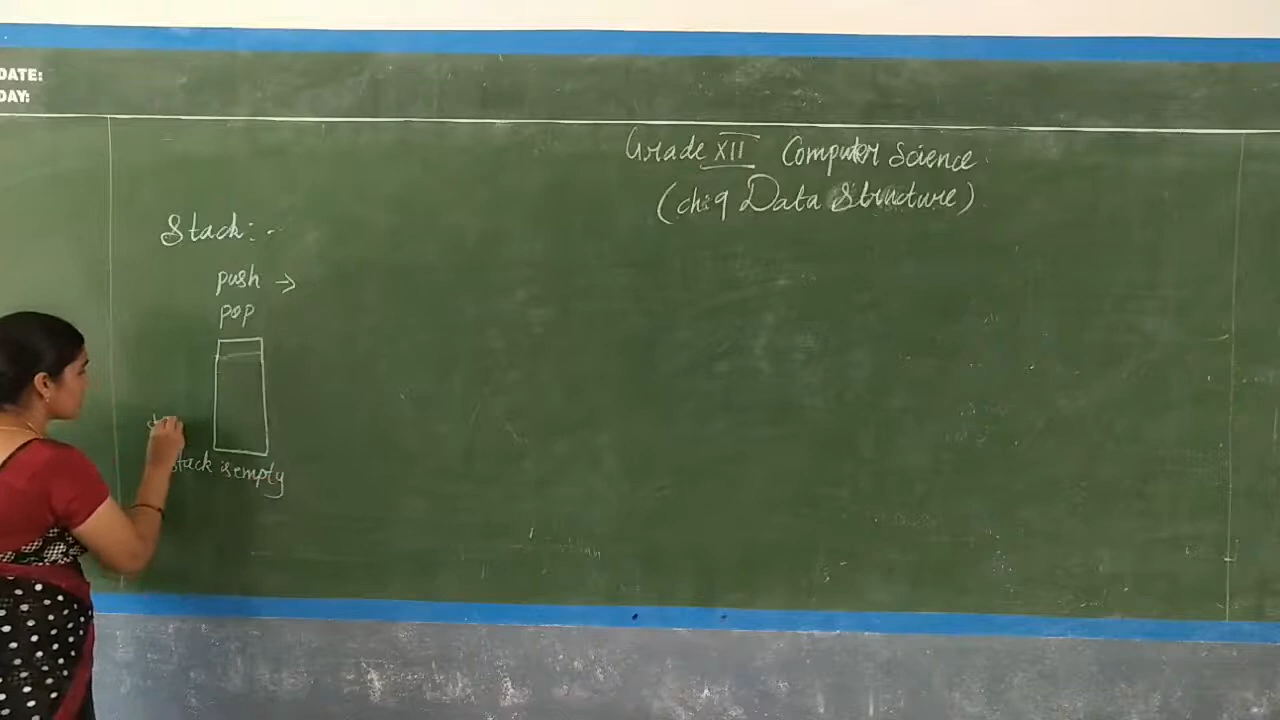 DATE:
DAY:
Grade XII Computer Science
(ch:9 Data Structure)
Stack:-
push →
pop
stack is empty